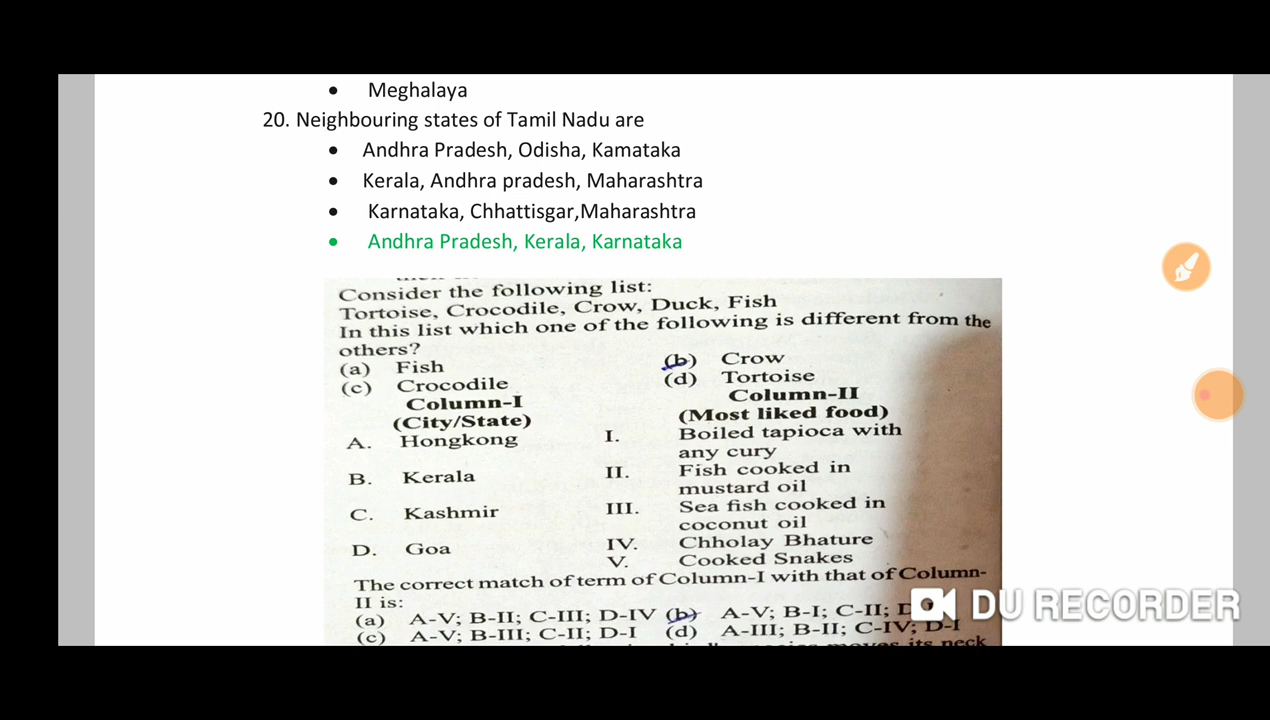 Meghalaya
20. Neighbouring states of Tamil Nadu are
Andhra Pradesh, Odisha, Kamataka
Kerala, Andhra pradesh, Maharashtra
Karnataka, Chhattisgar,Maharashtra
Andhra Pradesh, Kerala, Karnataka
Consider the following list:
Tortoise, Crocodile, Crow, Duck, Fish
In this list which one of the following is different from the
others?
(a) Fish (b) Crow
(c) Crocodile (d) Tortoise
Column-I Column-II
(City/State) (Most liked food)
A. Hongkong I. Boiled tapioca with
any cury
B. Kerala II. Fish cooked in
mustard oil
C. Kashmir III. Sea fish cooked in
coconut oil
D. Goa IV. Chholay Bhature
V. Cooked Snakes
The correct match of term of Column-I with that of Column-
II is:
(a) A-V; B-II; C-III; D-IV (b) A-V; B-I; C-II;
(c) A-V; B-III; C-II; D-I (d) A-III; B-II; C-IV; D-I
moves its neck
DU RECORDER